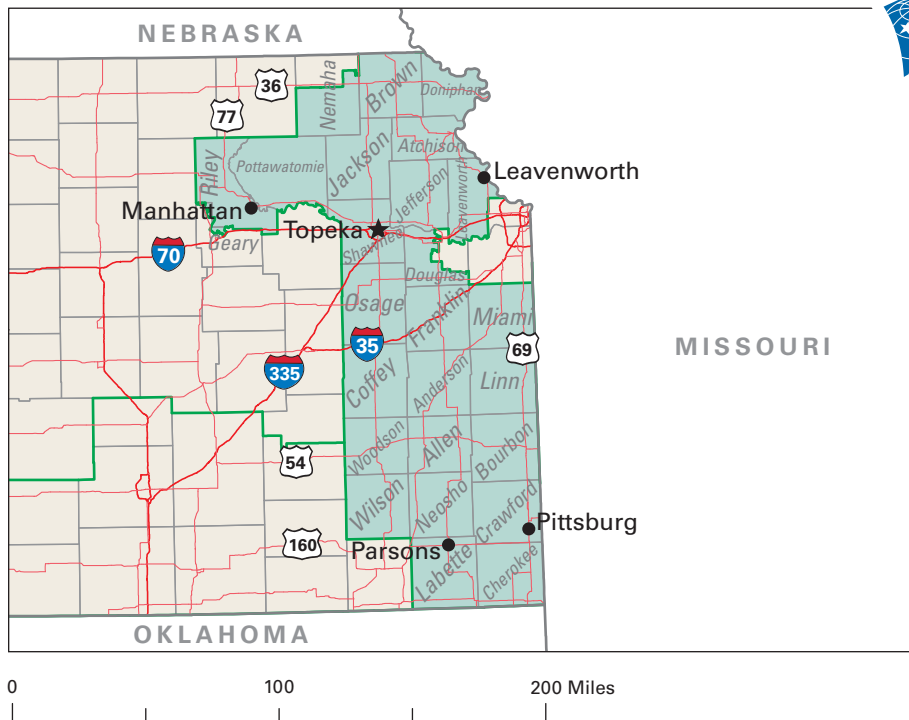 NEBRASKA
36
77
Nemaha
Brown
Doniphan
Atchison
Riley
Pottawatomie
Jackson
Jefferson
Leavenworth
Leavenworth
Manhattan
Topeka
Geary
Shawnee
70
Douglas
Osage
Franklin
Miami
35
69
MISSOURI
335
Coffey
Anderson
Linn
54
Woodson
Allen
Bourbon
Wilson
Neosho
Crawford
Pittsburg
160
Parsons
Labette
Cherokee
OKLAHOMA
0 100 200 Miles